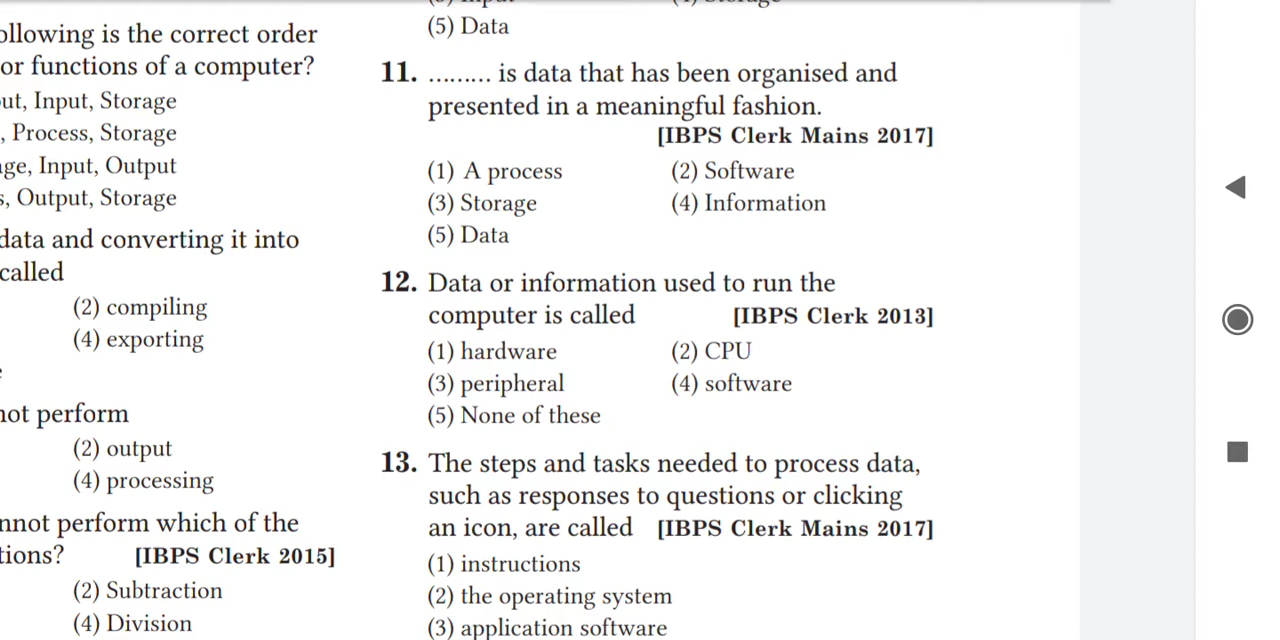 ollowing is the correct order
or functions of a computer?
ut, Input, Storage
, Process, Storage
ge, Input, Output
s, Output, Storage
data and converting it into
called
(2) compiling
(4) exporting
not perform
(2) output
(4) processing
nnot perform which of the
tions? [IBPS Clerk 2015]
(2) Subtraction
(4) Division
(5) Data
11. ......... is data that has been organised and
presented in a meaningful fashion.
[IBPS Clerk Mains 2017]
(1) A process (2) Software
(3) Storage (4) Information
(5) Data
12. Data or information used to run the
computer is called [IBPS Clerk 2013]
(1) hardware (2) CPU
(3) peripheral (4) software
(5) None of these
13. The steps and tasks needed to process data,
such as responses to questions or clicking
an icon, are called [IBPS Clerk Mains 2017]
(1) instructions
(2) the operating system
(3) application software